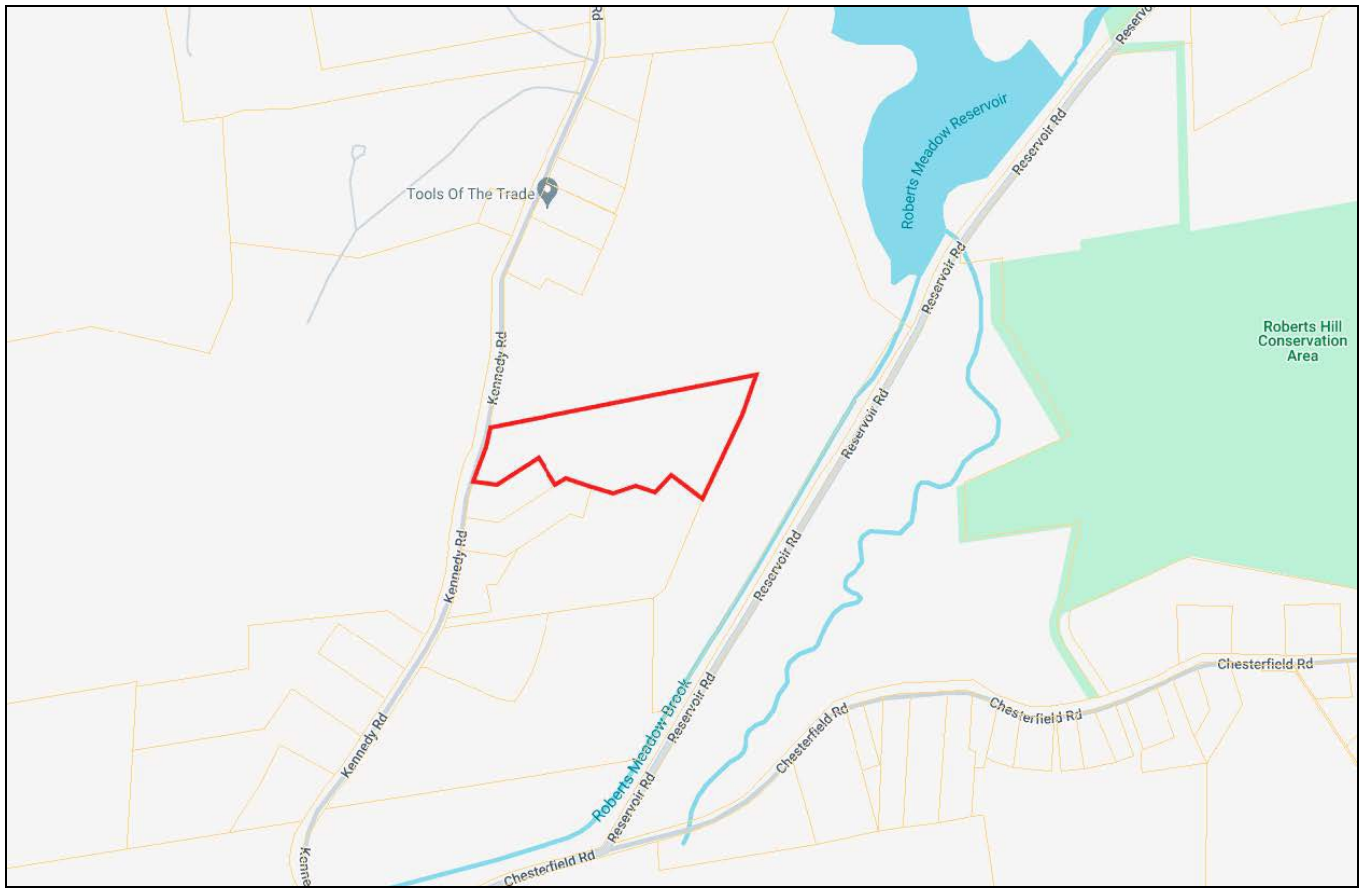 Rd
Reservoir
Roberts Meadow Reservoir
Reservoir Rd
Tools Of The Trade
Reservoir Rd
Roberts Hill
Conservation
Area
Kennedy Rd
Reservoir Rd
Kennedy Rd
Reservoir Rd
Chesterfield Rd
Reservoir Rd
Roberts Meadow Brook
Chesterfield Rd
Chesterfield Rd
Kennedy Rd
Reservoir Rd
Kenne
Chesterfield Rd